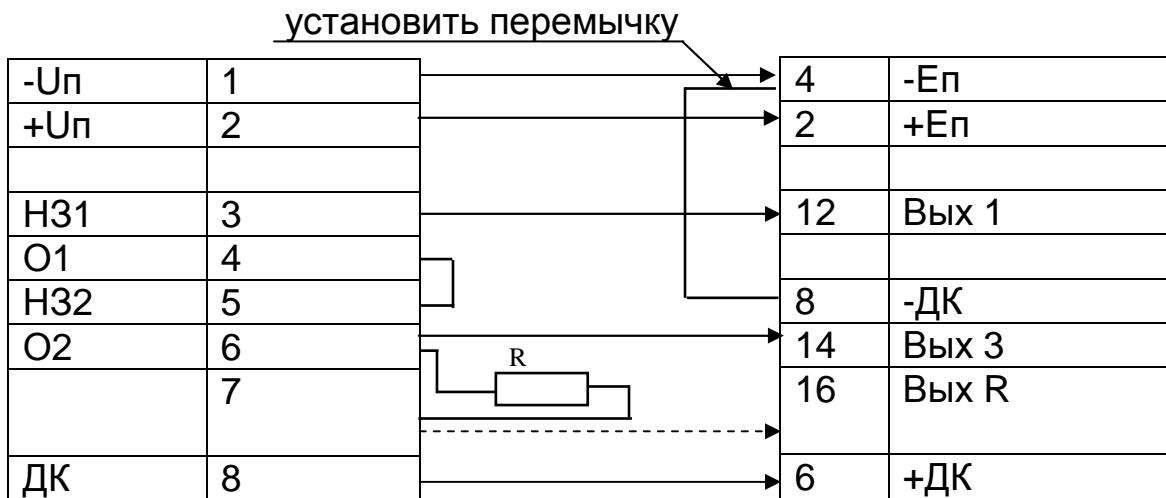 установить перемычку
-Uп 1 4 -Еп
+Uп 2 2 +Еп
НЗ1 3 12 Вых 1
О1 4
НЗ2 5 8 -ДК
О2 6 14 Вых 3
R
7 16 Вых R
ДК 8 6 +ДК